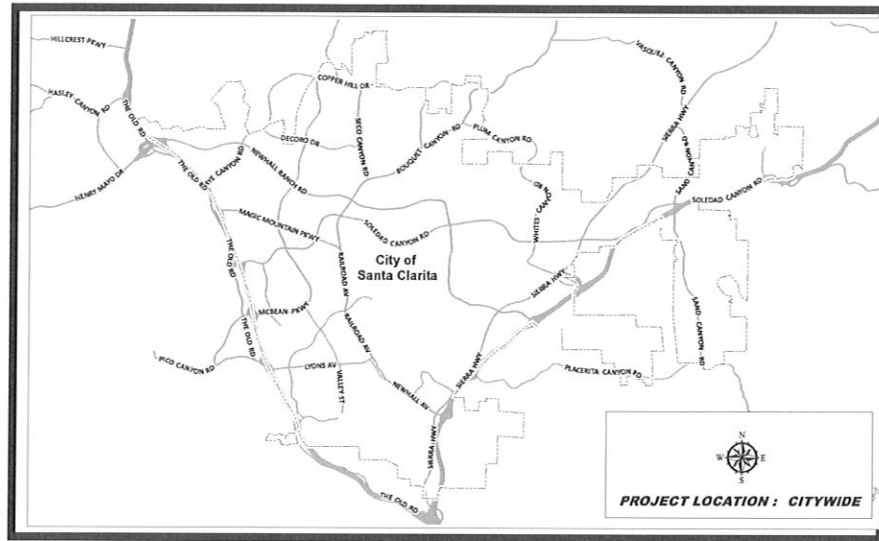 HILLCREST PKWY
VASQUEZ CANYON RD
HASLEY CANYON RD
THE OLD RD
COPPER HILL DR
SIERRA HWY
SECO CANYON RD
DECORO DR
BOUQUET CANYON RD
PLUM CANYON RD
NEWHALL RANCH RD
THE OLD RD
DYE CANYON RD
HENRY MAYO DR
SAND CANYON RD
SOLEDAD CANYON RD
MAGIC MOUNTAIN PKWY
SOLEDAD CANYON RD
WHITES CANYON RD
THE OLD RD
RAILROAD AV
City of
Santa Clarita
SIERRA HWY
MCBEAN PKWY
THE OLD RD
RAILROAD AV
SAND CANYON RD
PICO CANYON RD
LYONS AV
VALLEY ST
SIERRA HWY
PLACERITA CANYON RD
NEWHALL AV
SIERRA HWY
THE OLD RD
N
W E
S
PROJECT LOCATION : CITYWIDE